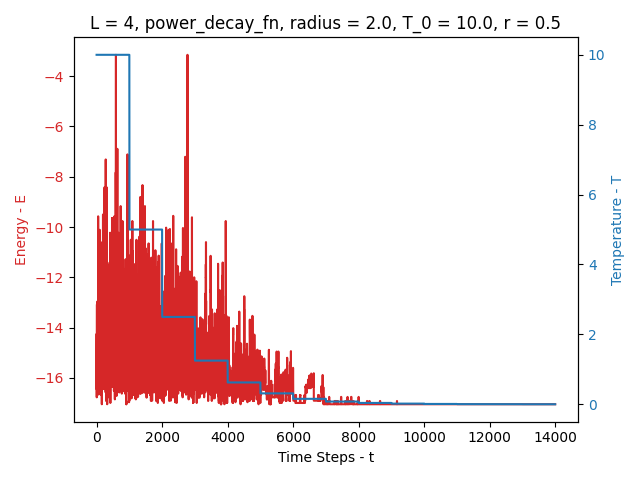 L = 4, power_decay_fn, radius = 2.0, T_0 = 10.0, r = 0.5
Energy - E
−4
−6
−8
−10
−12
−14
−16
10
8
6
4
2
0
Temperature - T
0 2000 4000 6000 8000 10000 12000 14000
Time Steps - t